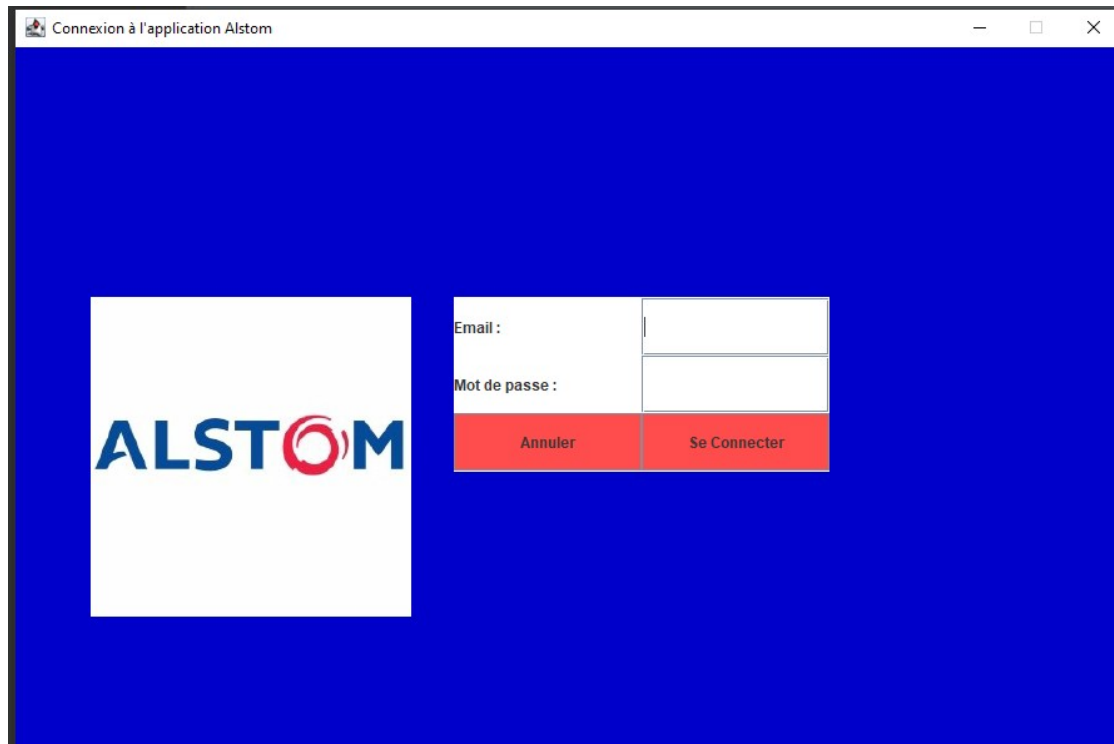 Connexion à l'application Alstom
ALSTOM
Email :
Mot de passe :
Annuler
Se Connecter